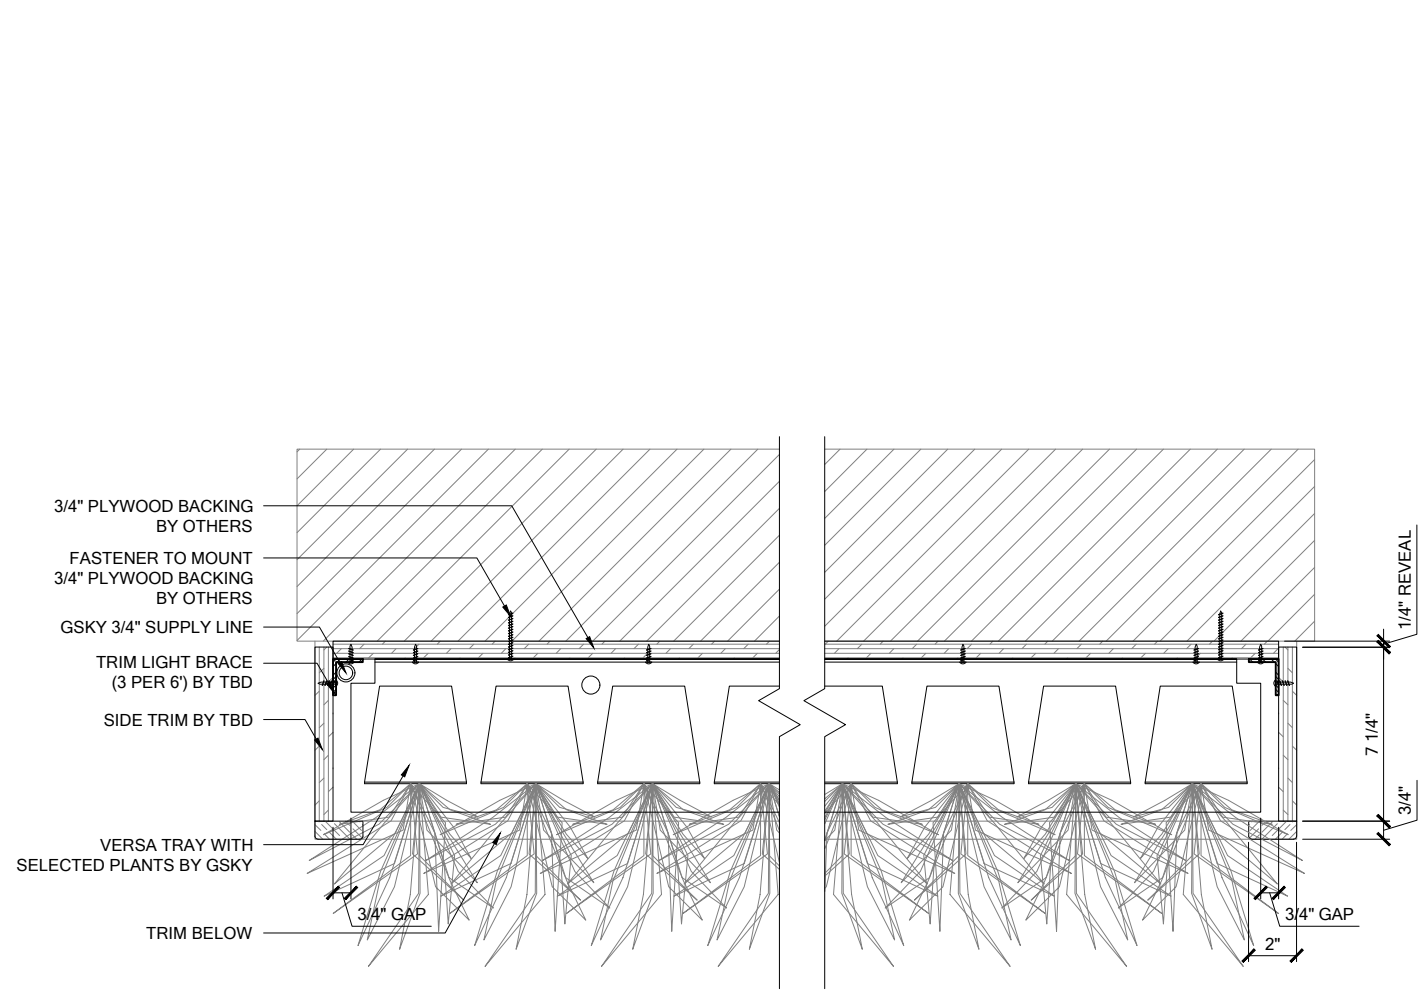 3/4" PLYWOOD BACKING
BY OTHERS
FASTENER TO MOUNT
3/4" PLYWOOD BACKING
BY OTHERS
GSKY 3/4" SUPPLY LINE
TRIM LIGHT BRACE
(3 PER 6') BY TBD
SIDE TRIM BY TBD
VERSA TRAY WITH
SELECTED PLANTS BY GSKY
3/4" GAP
TRIM BELOW
1/4" REVEAL
7 1/4"
3/4"
3/4" GAP
2"